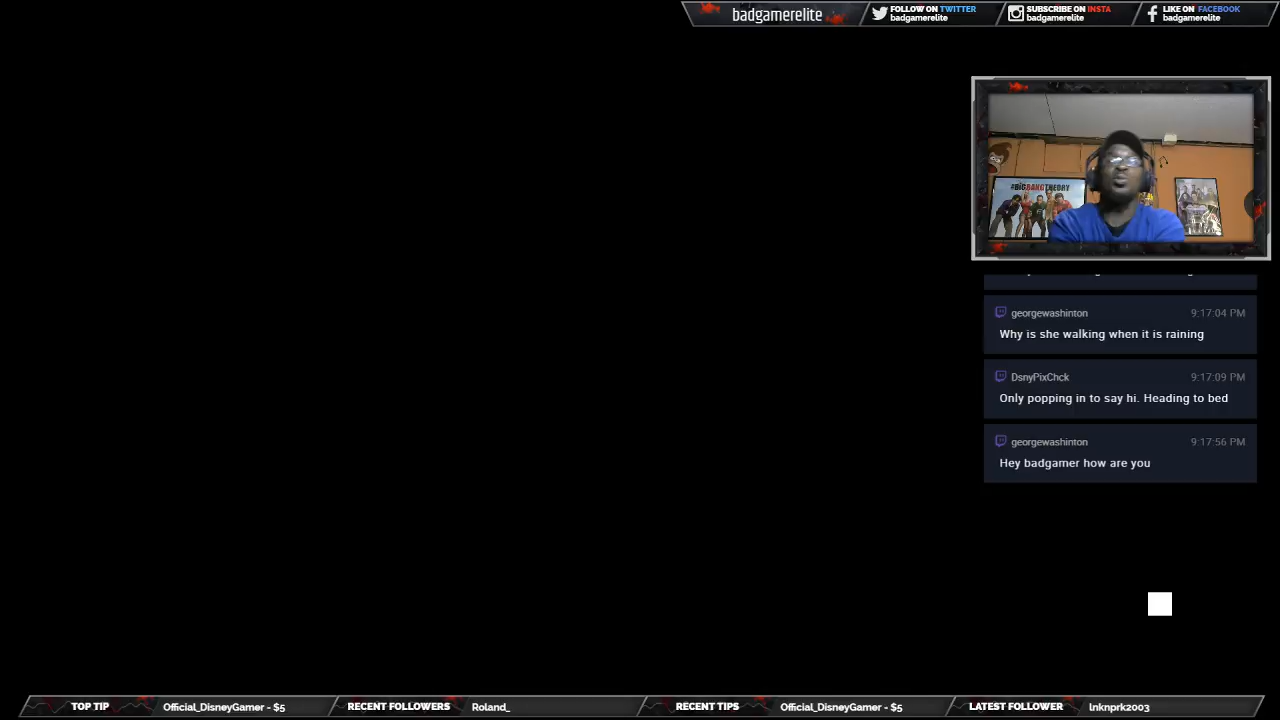 badgamerelite
FOLLOW ON TWITTER
badgamerelite
SUBSCRIBE ON INSTA
badgamerelite
LIKE ON FACEBOOK
badgamerelite
#BIGBANGTHEORY
georgewashinton 9:17:04 PM
Why is she walking when it is raining
DsnyPixChck 9:17:09 PM
Only popping in to say hi. Heading to bed
georgewashinton 9:17:56 PM
Hey badgamer how are you
TOP TIP Official_DisneyGamer - $5 RECENT FOLLOWERS Roland_ RECENT TIPS Official_DisneyGamer - $5 LATEST FOLLOWER lnknprk2003